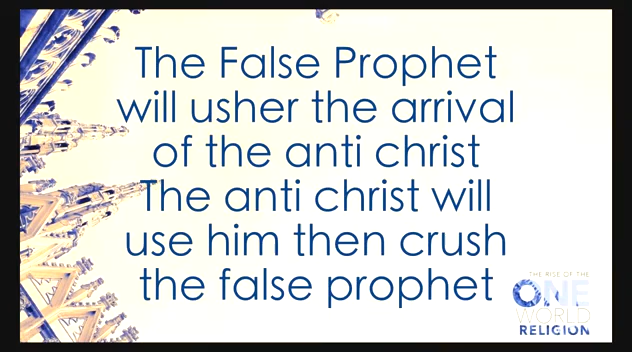 The False Prophet
will usher the arrival
of the anti christ
The anti christ will
use him then crush
the false prophet
THE RISE OF THE
ONE
WORLD
RELIGION